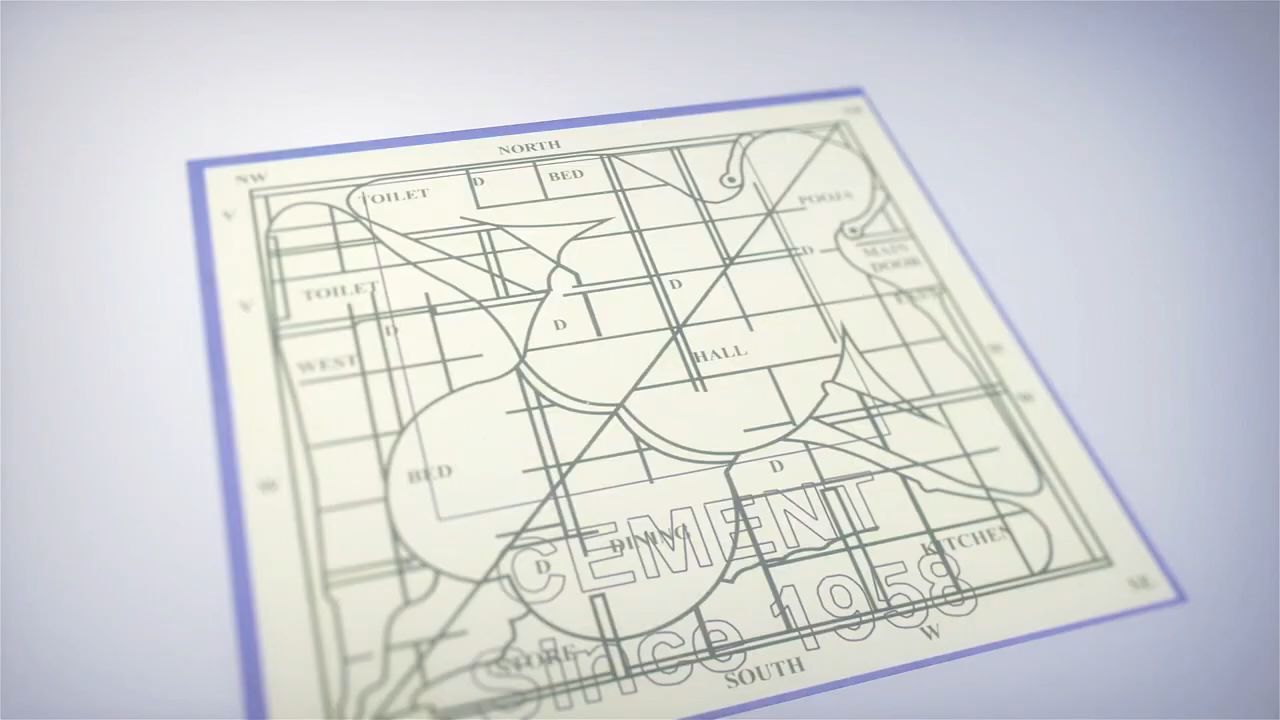 NORTH
NW
TOILET
D
BED
POOJA
V
D
MAIN
DOOR
TOILET
D
V
D
D
HALL
WEST
BED
D
CEMENT
DINING
D
KITCHEN
Since 1958
STORE
W
SOUTH
SE